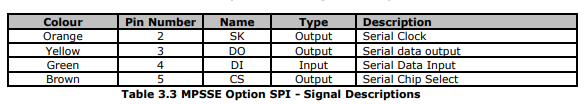 Colour Pin Number Name Type Description
Orange 2 SK Output Serial Clock
Yellow 3 DO Output Serial data output
Green 4 DI Input Serial Data Input
Brown 5 CS Output Serial Chip Select
Table 3.3 MPSSE Option SPI - Signal Descriptions